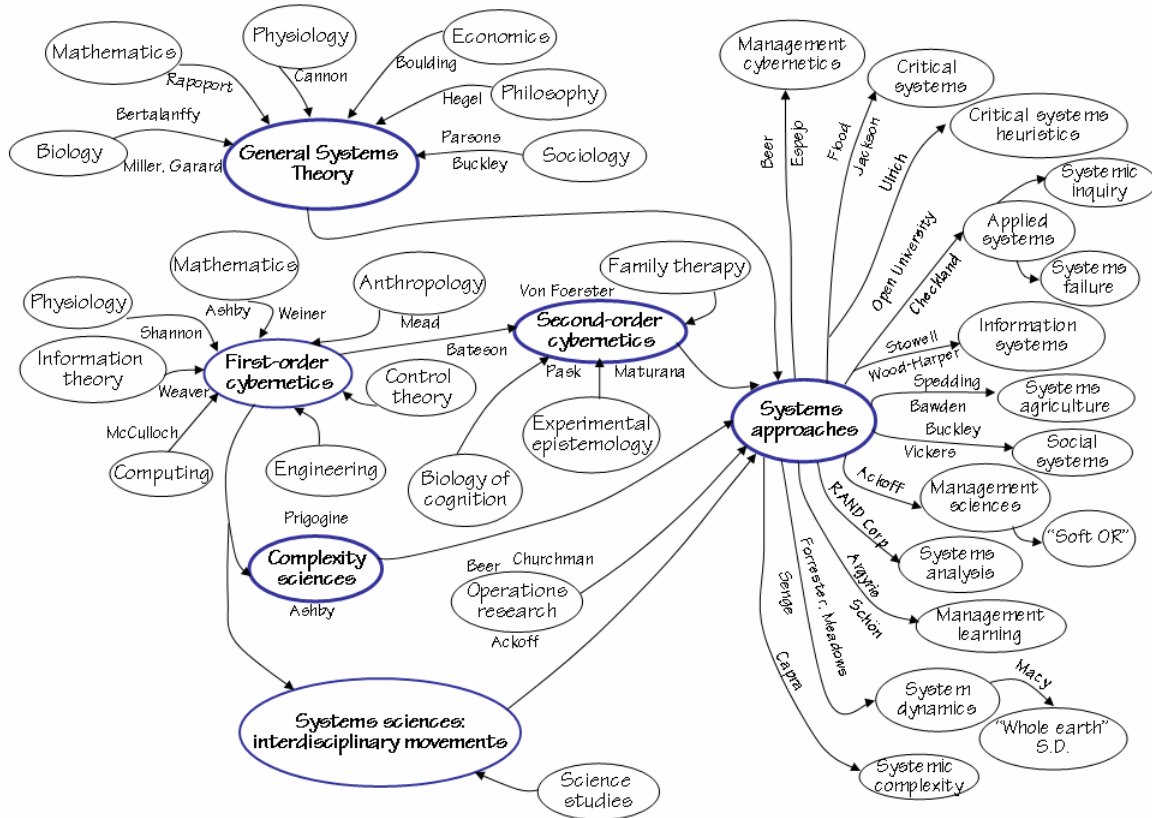 Mathematics
Physiology
Economics
Rapoport
Cannon
Boulding
Bertalanffy
Hegel
Philosophy
Biology
General Systems
Theory
Parsons
Miller, Garard
Buckley
Sociology
Management
cybernetics
Critical
systems
Critical systems
heuristics
Beer
Espejo
Flood
Jackson
Ulrich
Systemic
inquiry
Open University
Checkland
Applied
systems
Systems
failure
Mathematics
Physiology
Ashby
Weiner
Shannon
Anthropology
Mead
Von Foerster
Family therapy
Information
theory
First-order
cybernetics
Second-order
cybernetics
Bateson
Weaver
Control
theory
Pask
Maturana
McCulloch
Computing
Engineering
Biology of
cognition
Experimental
epistemology
Systems
approaches
Stowell
Wood-Harper
Information
systems
Spedding
Bawden
Systems
agriculture
Buckley
Vickers
Social
systems
Ackoff
Management
sciences
"Soft OR"
RAND Corp
Systems
analysis
Prigogine
Complexity
sciences
Ashby
Beer
Churchman
Operations
research
Ackoff
Argyris
Schön
Management
learning
Forrester, Meadows
Senge
System
dynamics
Macy
"Whole earth"
S.D.
Capra
Systemic
complexity
Systems sciences:
interdisciplinary movements
Science
studies